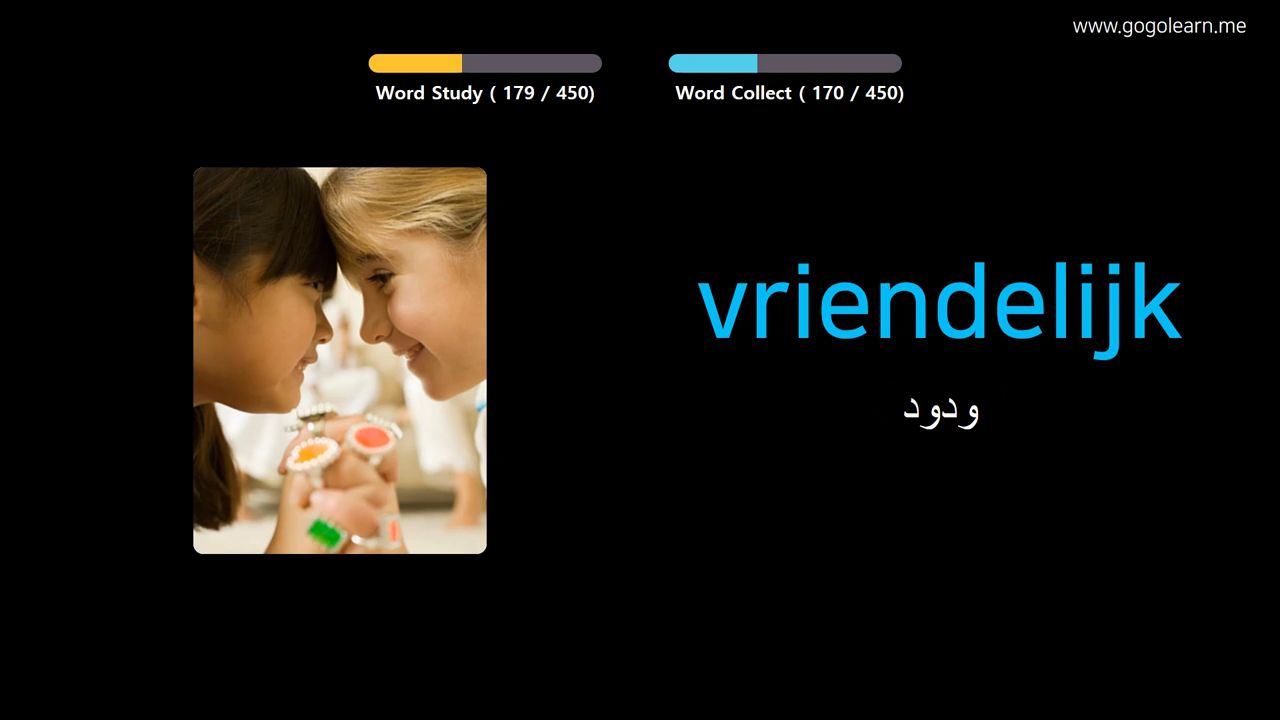 www.gogolearn.me
Word Study ( 179 / 450)
Word Collect ( 170 / 450)
vriendelijk
ودود